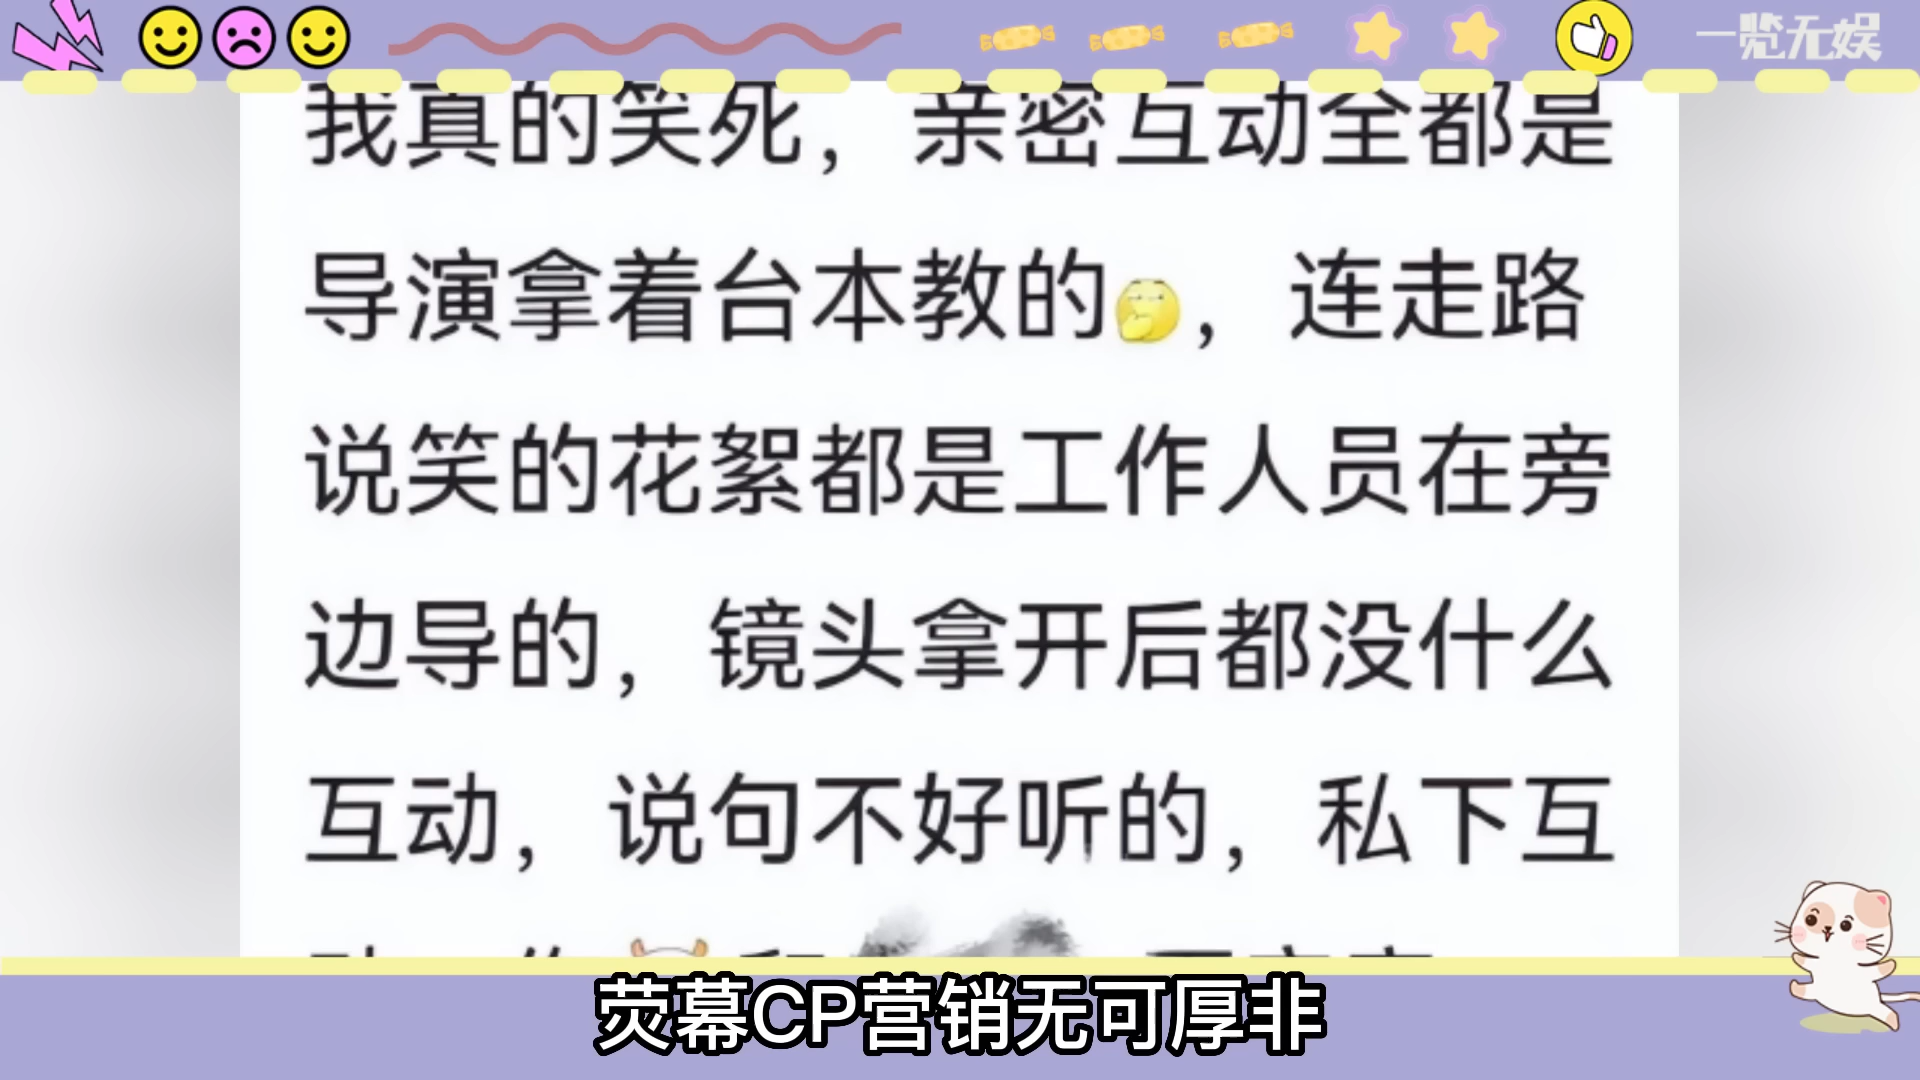 一览无娱
我真的笑死，亲密互动全都是
导演拿着台本教的🤔，连走路
说笑的花絮都是工作人员在旁
边导的，镜头拿开后都没什么
互动，说句不好听的，私下互
荧幕CP营销无可厚非